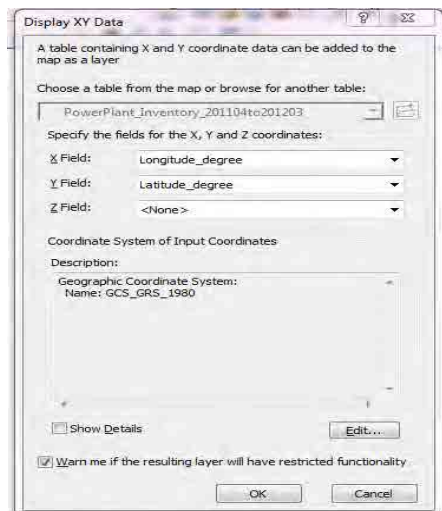 Display XY Data
A table containing X and Y coordinate data can be added to the
map as a layer
Choose a table from the map or browse for another table:
PowerPlant_Inventory_201104to201203
Specify the fields for the X, Y and Z coordinates:
X Field: Longitude_degree
Y Field: Latitude_degree
Z Field: <None>
Coordinate System of Input Coordinates
Description:
Geographic Coordinate System:
Name: GCS_GRS_1980
Show Details Edit...
Warn me if the resulting layer will have restricted functionality
OK Cancel